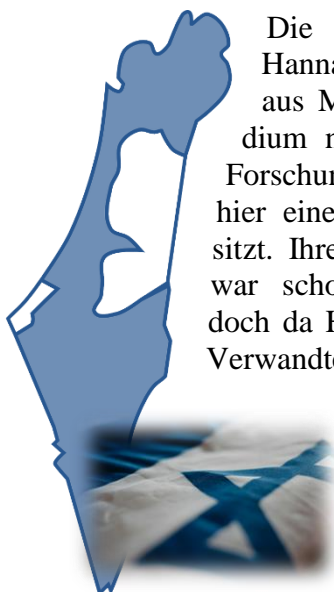 Die
Hanna
aus M
dium n
Forschun
hier eine
sitzt. Ihre
war scho
doch da H
Verwandte